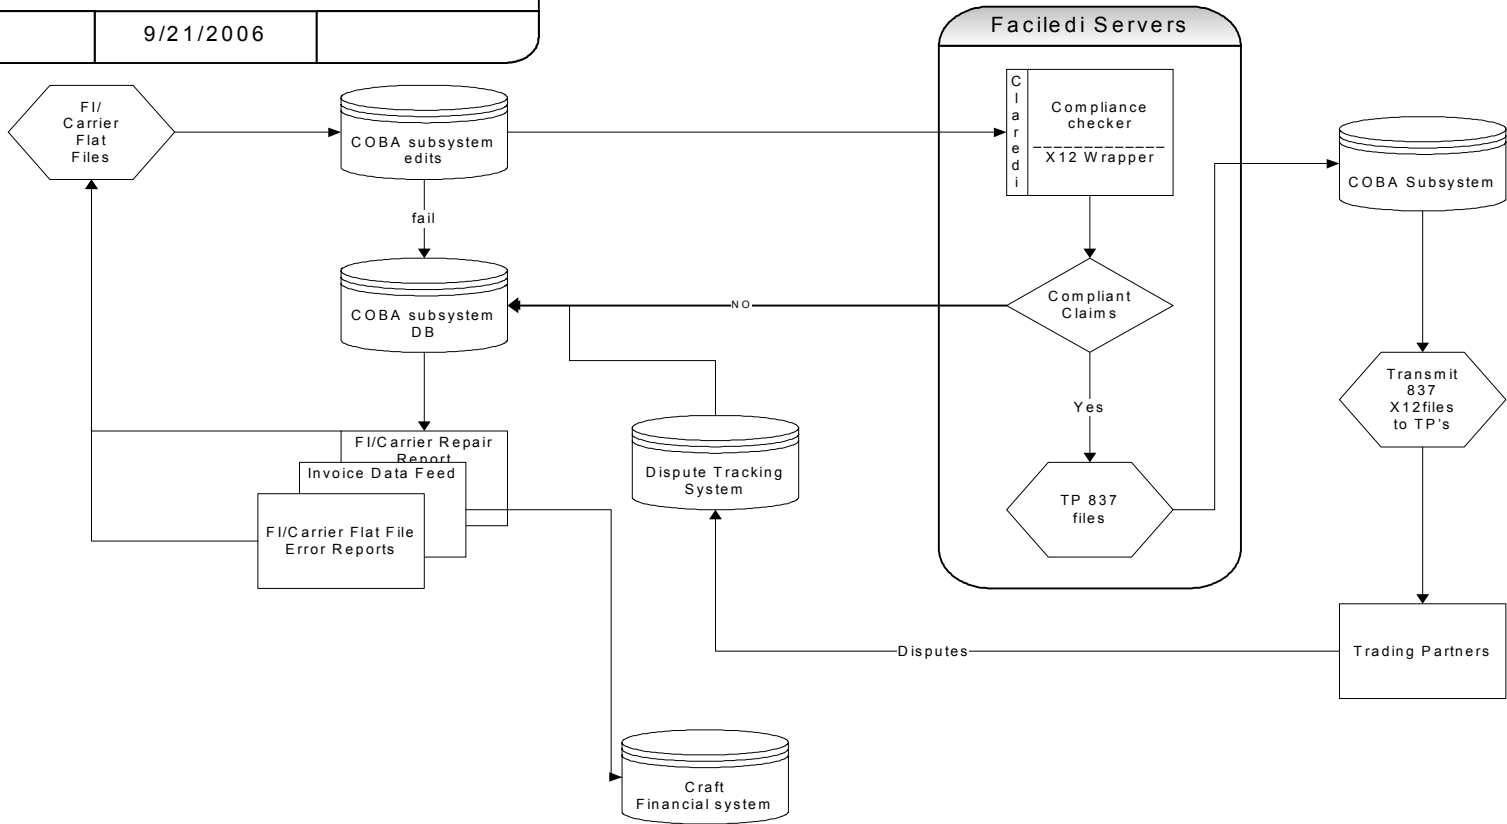 9/21/2006
Faciledi Servers
FI/
Carrier
Flat
Files
COBA subsystem
edits
Claredi
Compliance
checker
X12 Wrapper
COBA Subsystem
fail
COBA subsystem
DB
NO
Compliant
Claims
Transmit
837
X12files
to TP's
Yes
FI/Carrier Repair
Report
Invoice Data Feed
FI/Carrier Flat File
Error Reports
Dispute Tracking
System
TP 837
files
Disputes
Trading Partners
Craft
Financial system